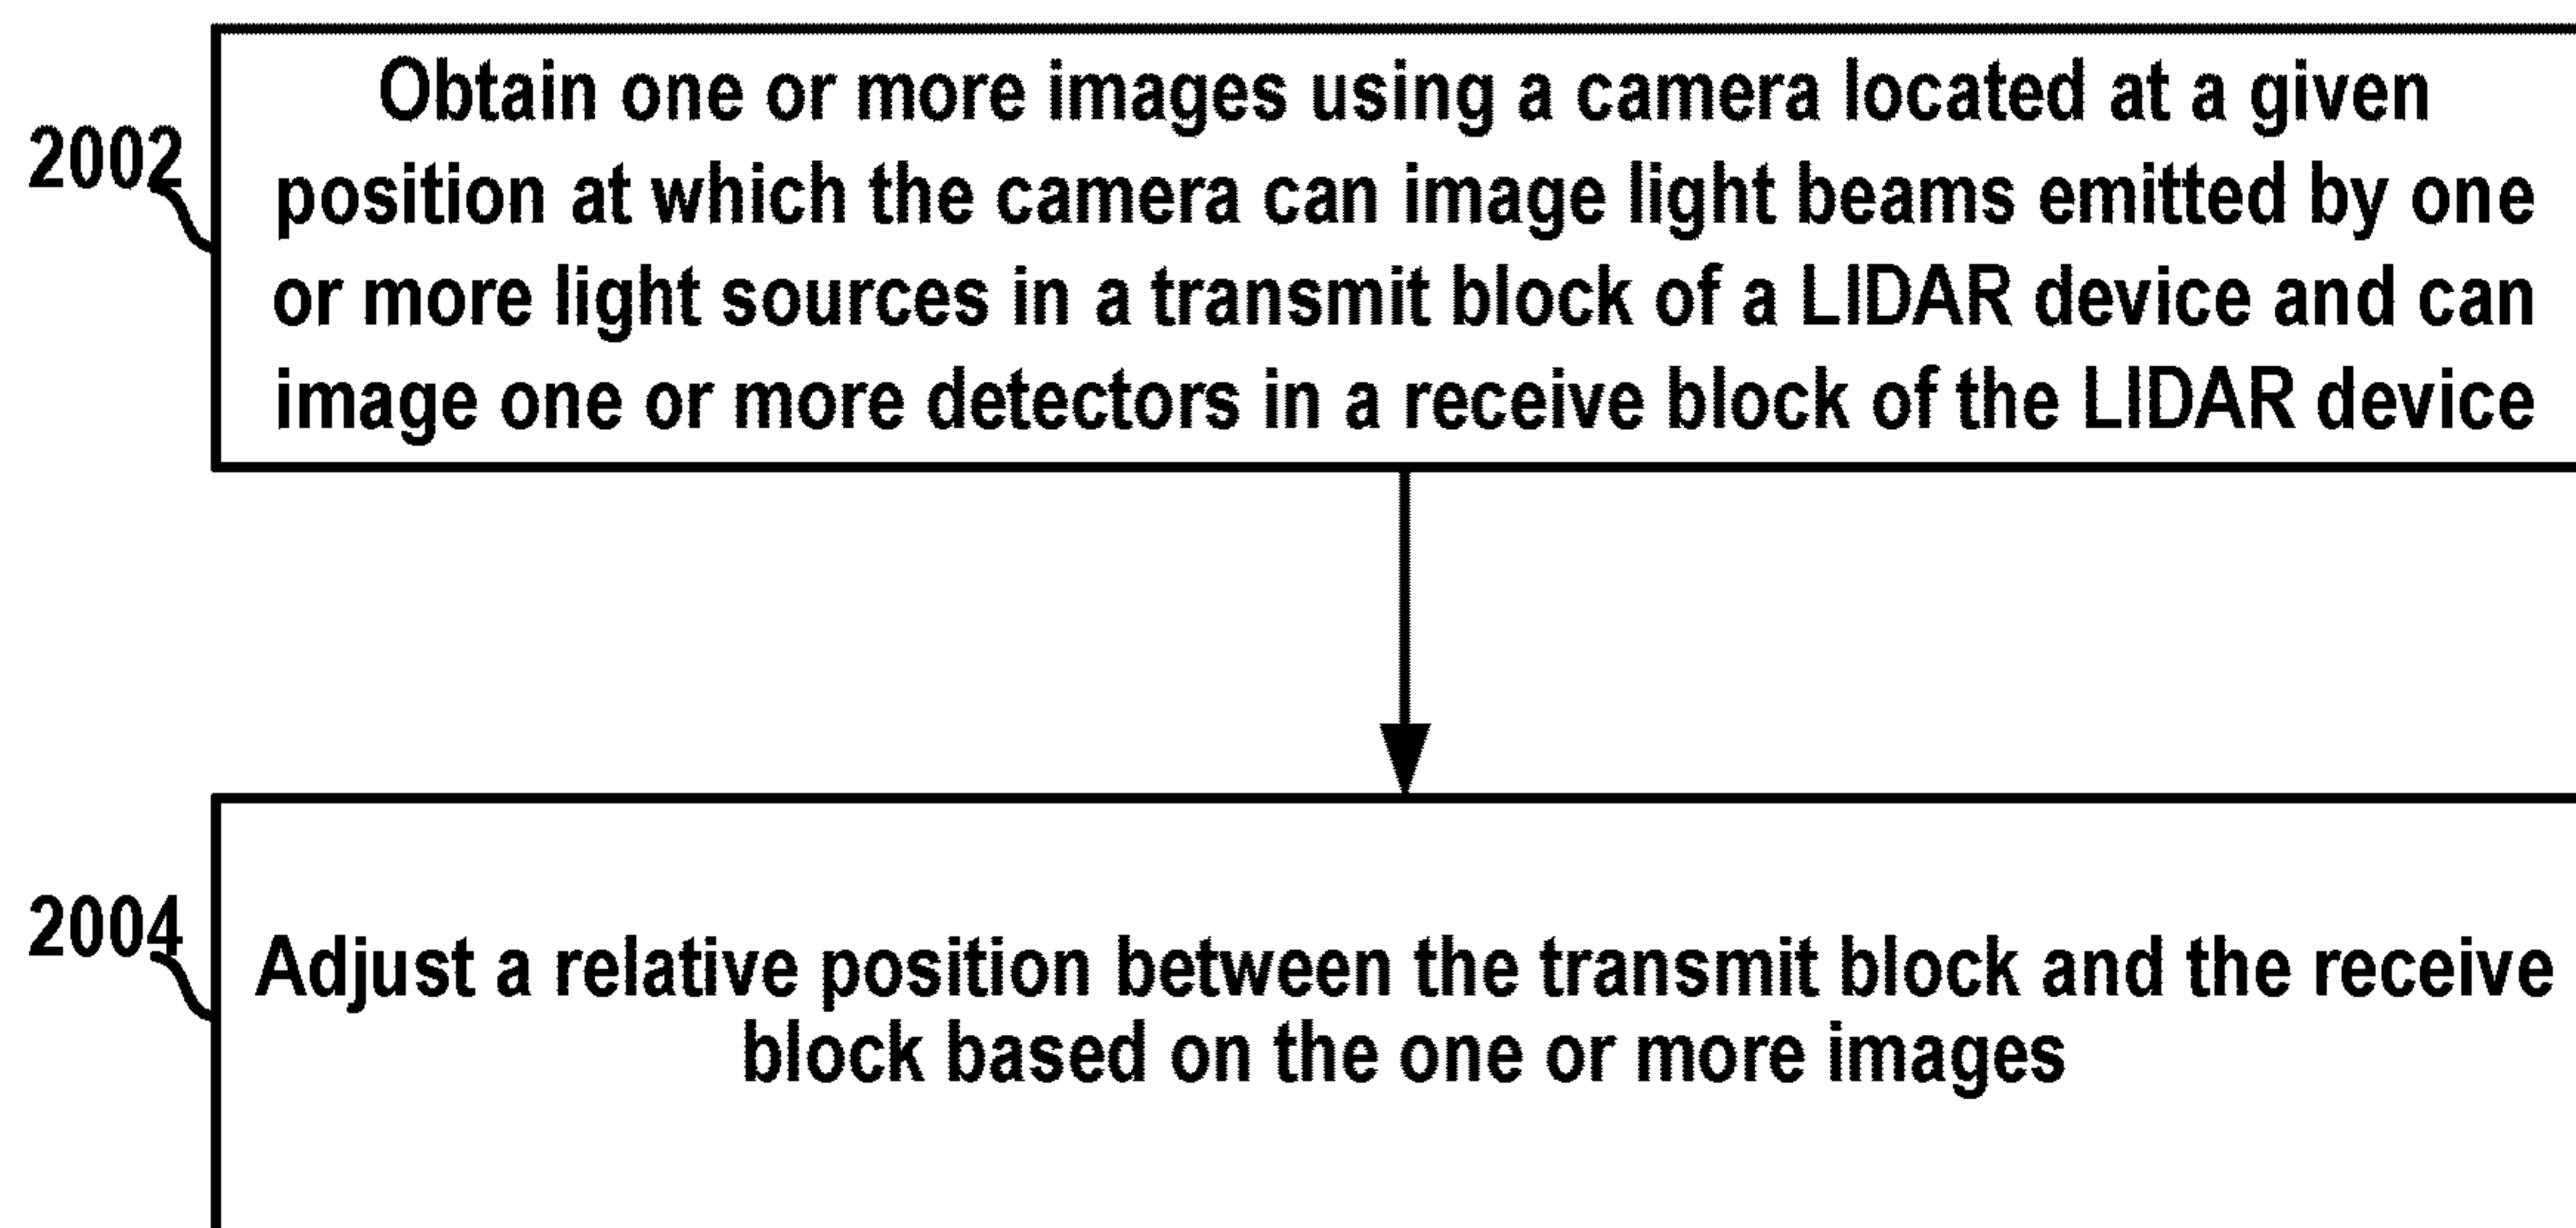 Obtain one or more images using a camera located at a given
2002
position at which the camera can image light beams emitted by one
or more light sources in a transmit block of a LIDAR device and can
image one or more detectors in a receive block of the LIDAR device
2004
Adjust a relative position between the transmit block and the receive
block based on the one or more images